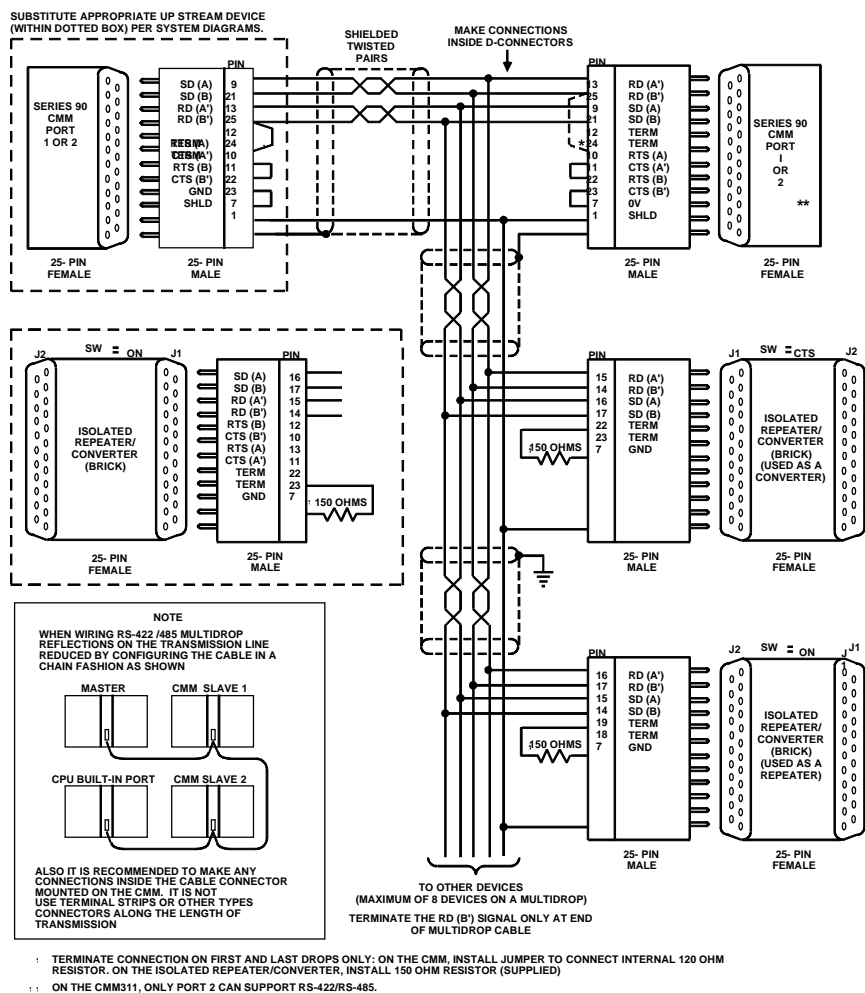 SUBSTITUTE APPROPRIATE UP STREAM DEVICE
(WITHIN DOTTED BOX) PER SYSTEM DIAGRAMS.
SHIELDED
TWISTED
PAIRS
MAKE CONNECTIONS
INSIDE D-CONNECTORS
SERIES 90
CMM
PORT
1 OR 2
PIN
SD (A) 9
SD (B) 21
RD (A') 13
RD (B') 25
12
24
10
RTS (B) 11
CTS (B') 22
GND 23
SHLD 7
1
25- PIN
FEMALE
25- PIN
MALE
PIN
13 RD (A')
25 RD (B')
9 SD (A)
21 SD (B)
12 TERM
*24 TERM
10 RTS (A)
11 CTS (A')
22 RTS (B)
23 CTS (B')
7 0V
1 SHLD
SERIES 90
CMM
PORT
I
OR
2
**
25- PIN
MALE
25- PIN
FEMALE
J2 SW = ON J1
ISOLATED
REPEATER/
CONVERTER
(BRICK)
PIN
SD (A) 16
SD (B) 17
RD (A') 15
RD (B') 14
RTS (B) 12
CTS (B') 10
RTS (A) 13
CTS (A') 11
TERM 22
TERM 23
GND 7
150 OHMS
25- PIN
FEMALE
25- PIN
MALE
PIN
15 RD (A')
14 RD (B')
16 SD (A)
17 SD (B)
22 TERM
23 TERM
7 GND
150 OHMS
J1 SW = CTS J2
ISOLATED
REPEATER/
CONVERTER
(BRICK)
(USED AS A
CONVERTER)
25- PIN
MALE
25- PIN
FEMALE
NOTE
WHEN WIRING RS-422 /485 MULTIDROP
REFLECTIONS ON THE TRANSMISSION LINE
REDUCED BY CONFIGURING THE CABLE IN A
CHAIN FASHION AS SHOWN
MASTER
CMM SLAVE 1
CPU BUILT-IN PORT
CMM SLAVE 2
ALSO IT IS RECOMMENDED TO MAKE ANY
CONNECTIONS INSIDE THE CABLE CONNECTOR
MOUNTED ON THE CMM. IT IS NOT
USE TERMINAL STRIPS OR OTHER TYPES
CONNECTORS ALONG THE LENGTH OF
TRANSMISSION
PIN
16 RD (A')
17 RD (B')
15 SD (A)
14 SD (B)
19 TERM
18 TERM
7 GND
150 OHMS
J2 SW = ON J1
J
1
ISOLATED
REPEATER/
CONVERTER
(BRICK)
(USED AS A
REPEATER)
25- PIN
MALE
25- PIN
FEMALE
TO OTHER DEVICES
(MAXIMUM OF 8 DEVICES ON A MULTIDROP)
TERMINATE THE RD (B') SIGNAL ONLY AT END
OF MULTIDROP CABLE
TERMINATE CONNECTION ON FIRST AND LAST DROPS ONLY: ON THE CMM, INSTALL JUMPER TO CONNECT INTERNAL 120 OHM
RESISTOR. ON THE ISOLATED REPEATER/CONVERTER, INSTALL 150 OHM RESISTOR (SUPPLIED)
ON THE CMM311, ONLY PORT 2 CAN SUPPORT RS-422/RS-485.